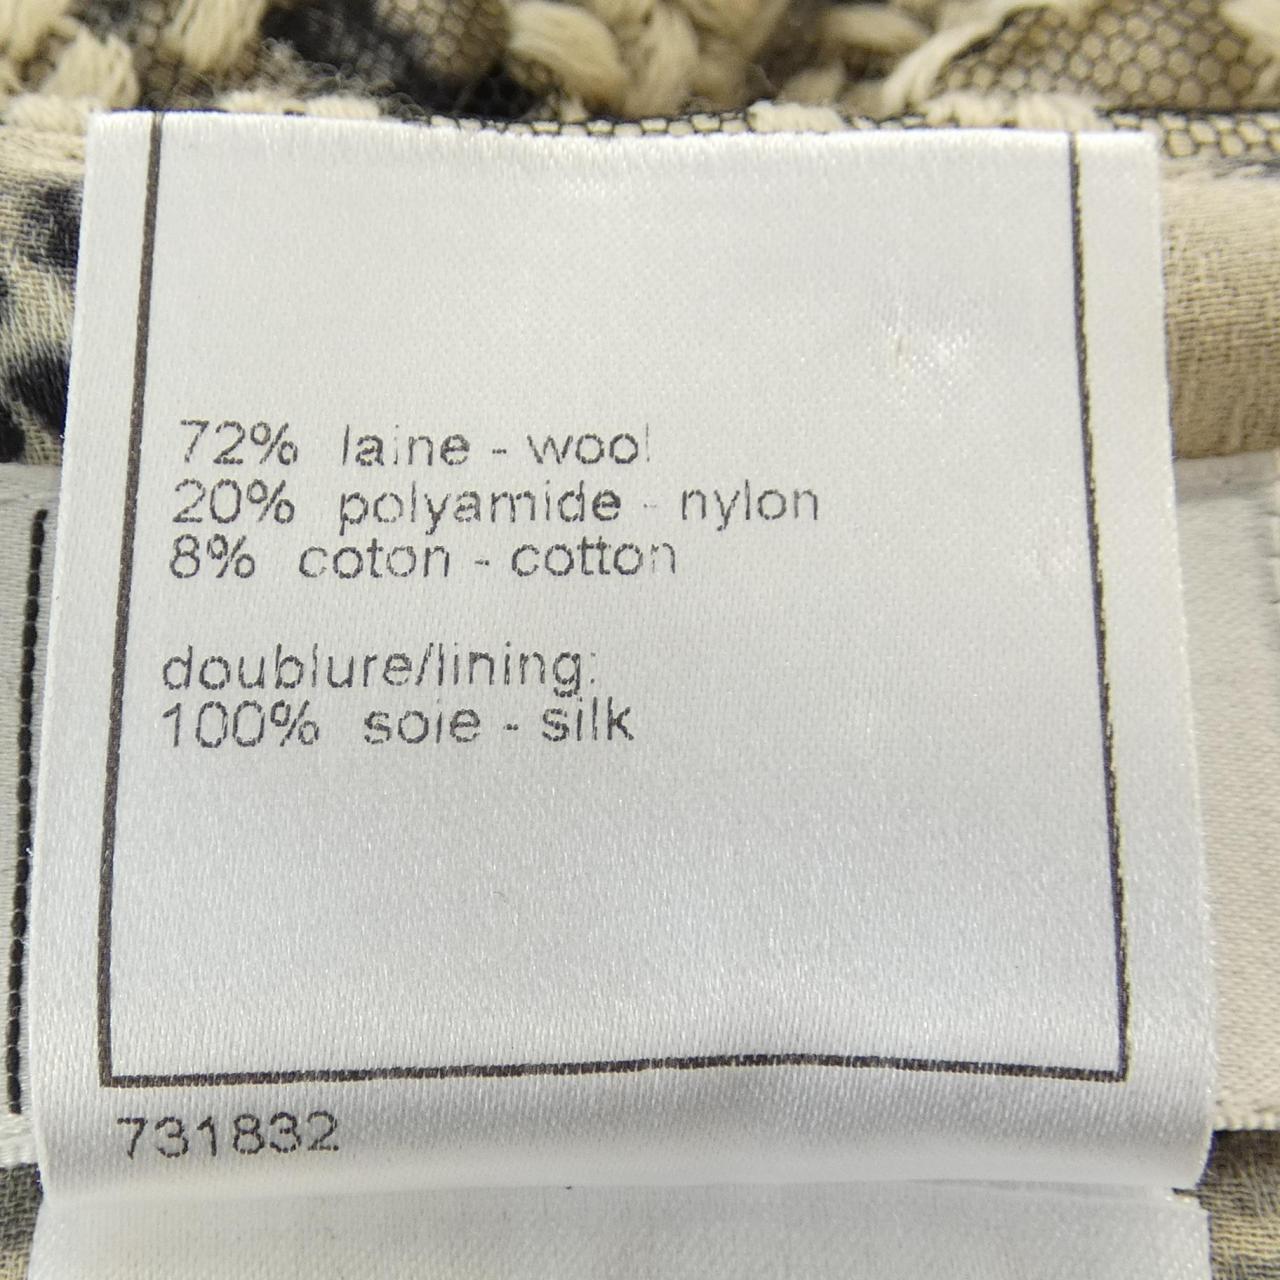 72% laine - wool
20% polyamide - nylon
8% coton - cotton
doublure/lining:
100% soie - silk
731832